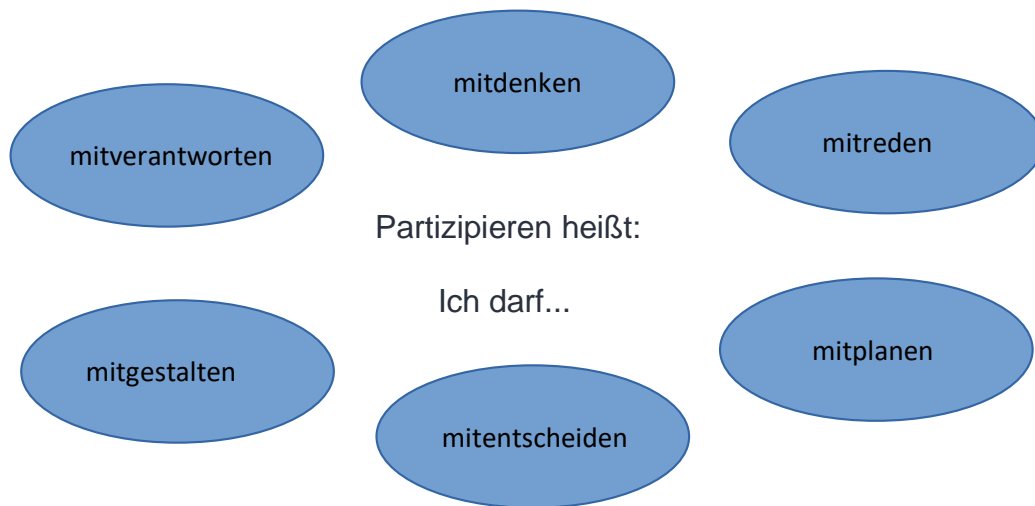 mitdenken
mitverantworten
mitreden
Partizipieren heißt:
Ich darf...
mitgestalten
mitplanen
mitentscheiden